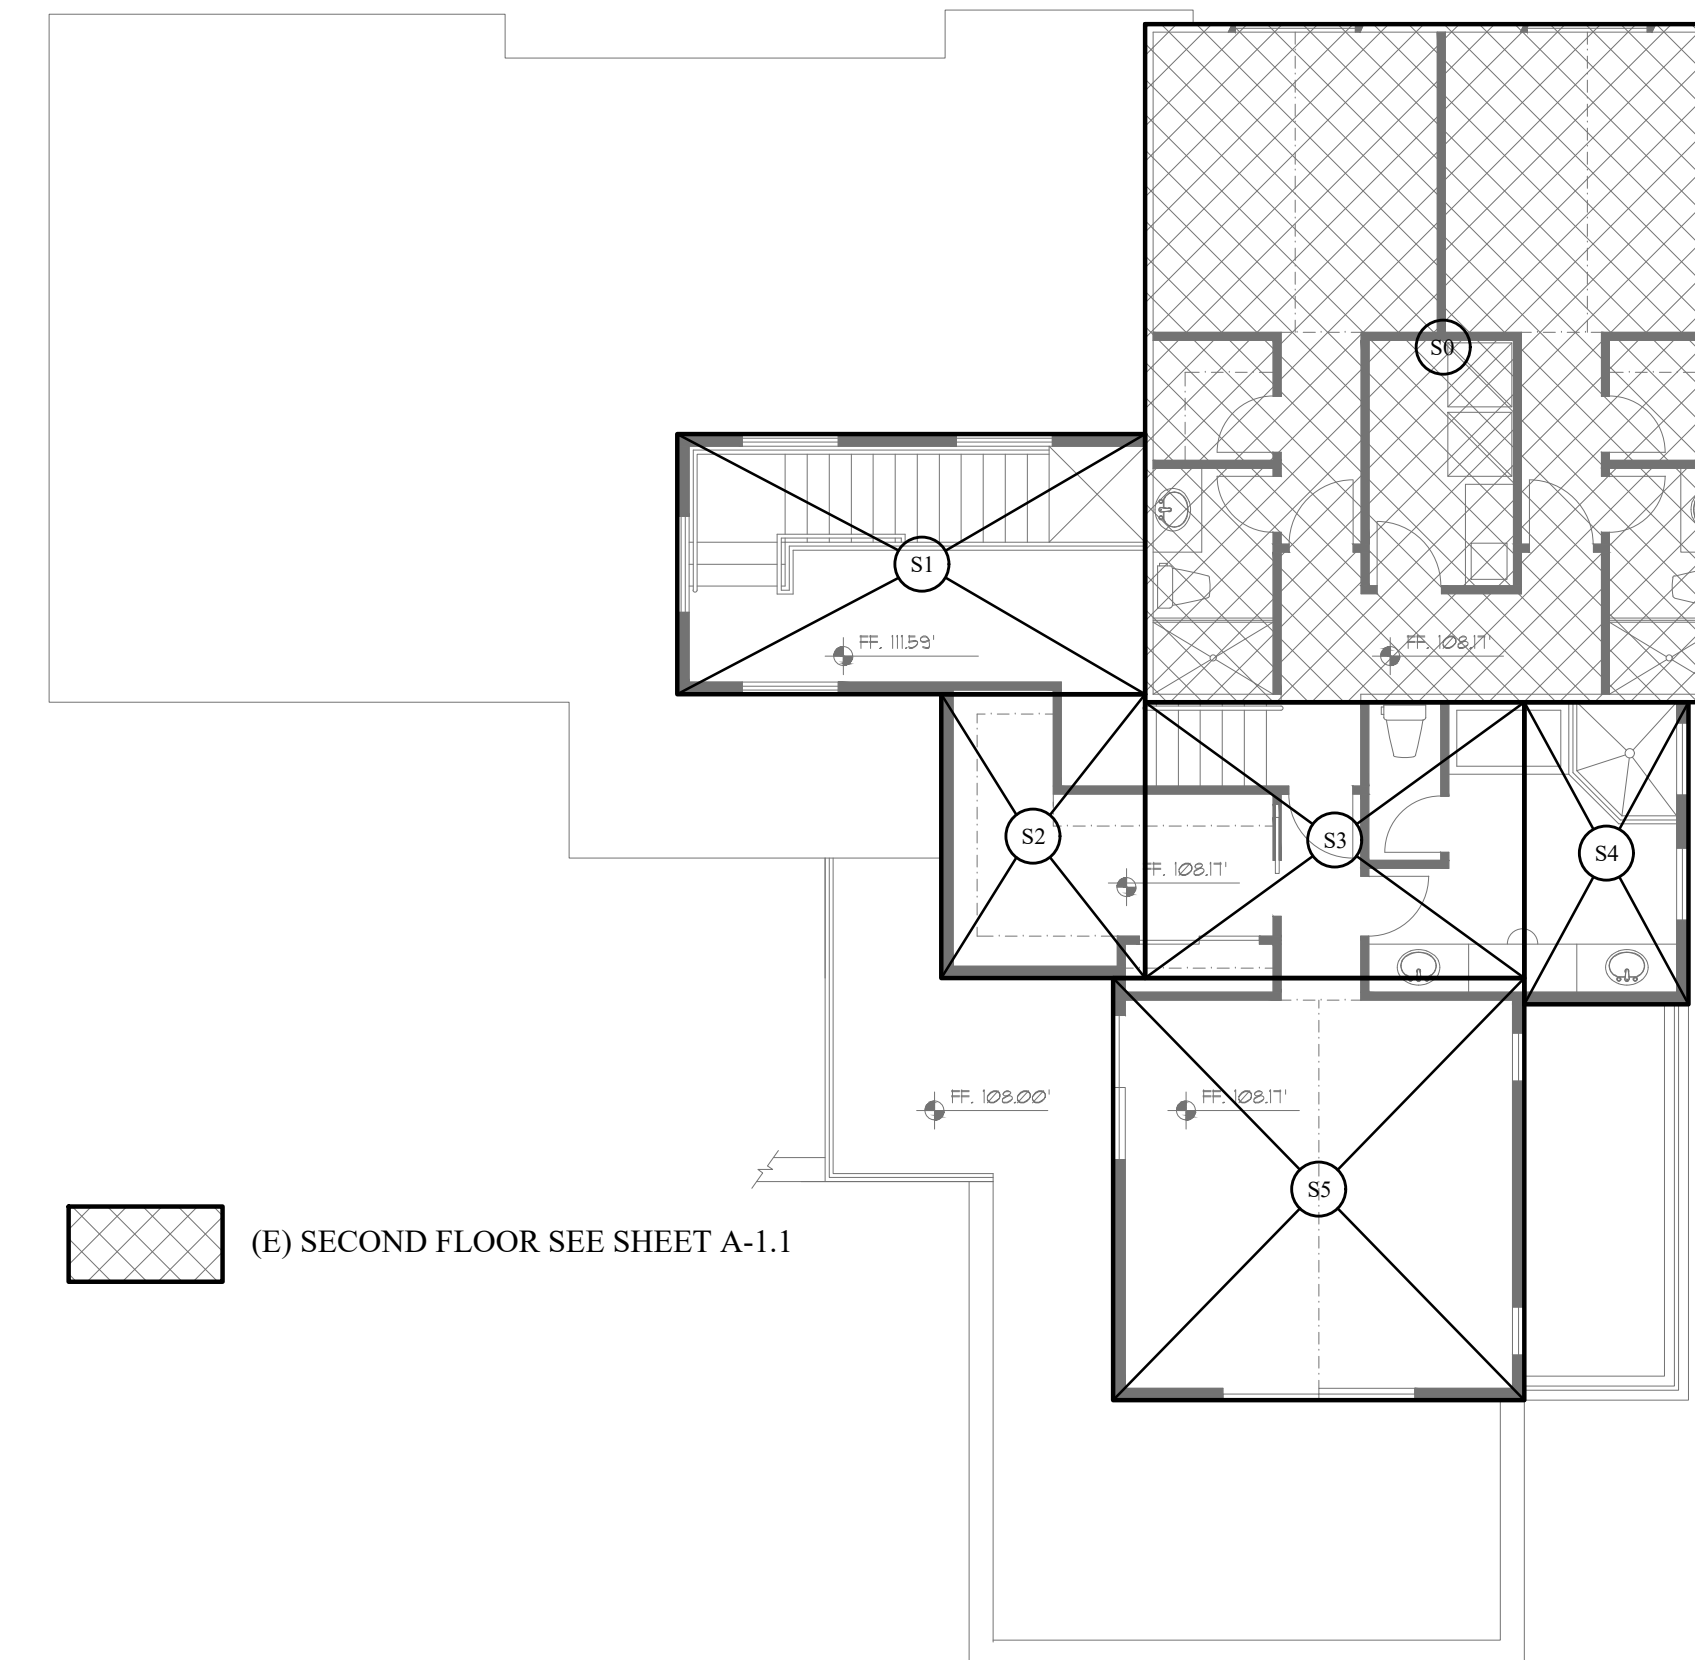 S0
S1
FF. 111.59'
FF. 108.17'
S2
S3
S4
FF. 108.17'
FF. 108.00'
FF. 108.17'
S5
(E) SECOND FLOOR SEE SHEET A-1.1